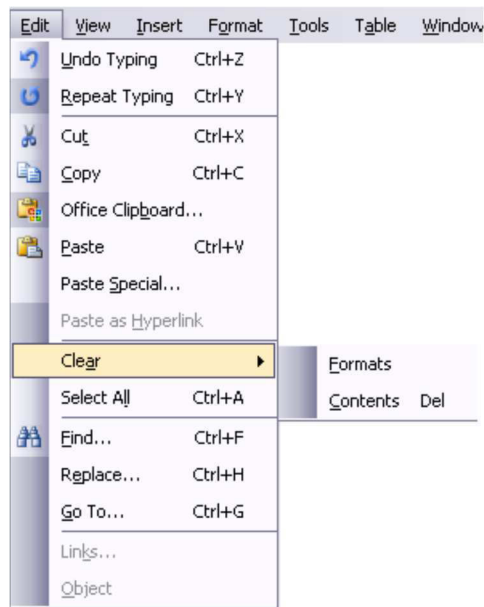 Edit View Insert Format Tools Table Window
Undo Typing Ctrl+Z
Repeat Typing Ctrl+Y
Cut Ctrl+X
Copy Ctrl+C
Office Clipboard...
Paste Ctrl+V
Paste Special...
Paste as Hyperlink
Clear
Formats
Select All Ctrl+A
Contents Del
Find... Ctrl+F
Replace... Ctrl+H
Go To... Ctrl+G
Links...
Object